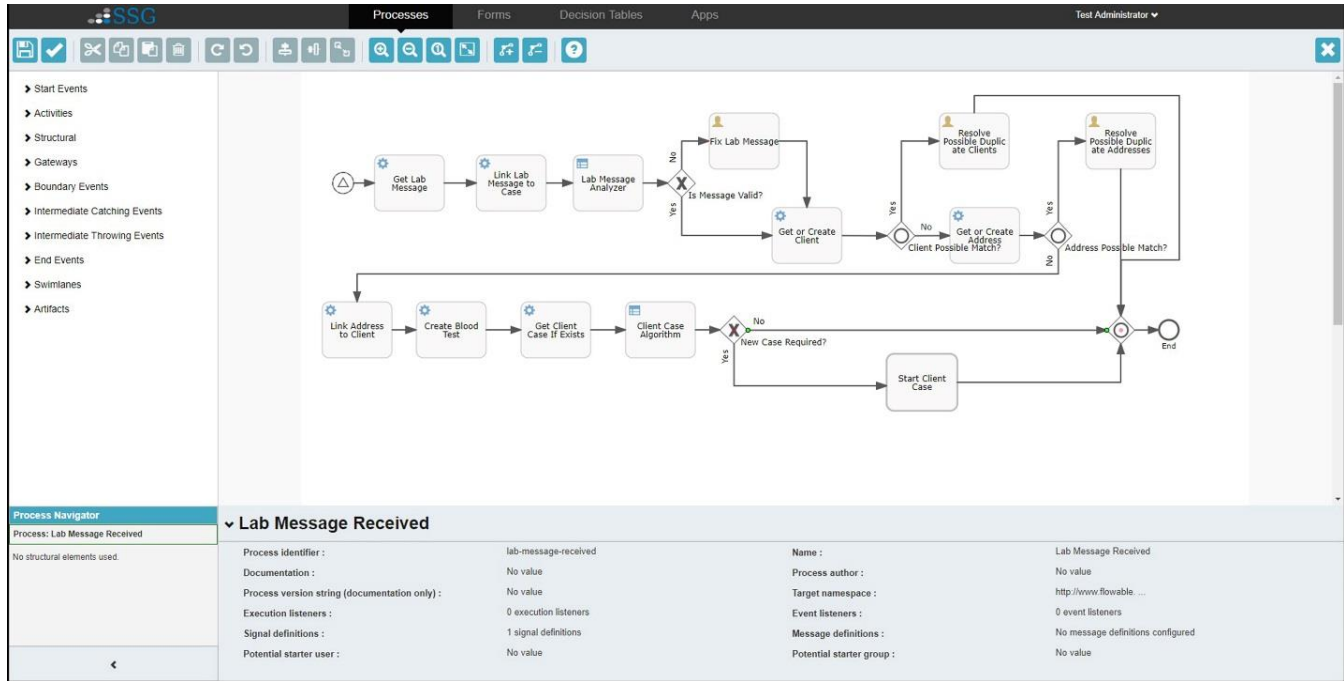 SSG
Processes
Forms
Decision Tables
Apps
Test Administrator
Start Events
Activities
Structural
Gateways
Boundary Events
Intermediate Catching Events
Intermediate Throwing Events
End Events
Swimlanes
Artifacts
Get Lab
Message
Link Lab
Message to
Case
Lab Message
Analyzer
No
Yes
Is Message Valid?
Fix Lab Message
Get or Create
Client
Yes
No
Client Possible Match?
Resolve
Possible Duplic
ate Clients
Get or Create
Address
Yes
No
Address Possible Match?
Resolve
Possible Duplic
ate Addresses
Link Address
to Client
Create Blood
Test
Get Client
Case If Exists
Client Case
Algorithm
No
Yes
New Case Required?
Start Client
Case
End
Process Navigator
Process: Lab Message Received
No structural elements used.
Lab Message Received
Process identifier : lab-message-received
Name : Lab Message Received
Documentation : No value
Process author : No value
Process version string (documentation only) : No value
Target namespace : http://www.flowable. ...
Execution listeners : 0 execution listeners
Event listeners : 0 event listeners
Signal definitions : 1 signal definitions
Message definitions : No message definitions configured
Potential starter user : No value
Potential starter group : No value